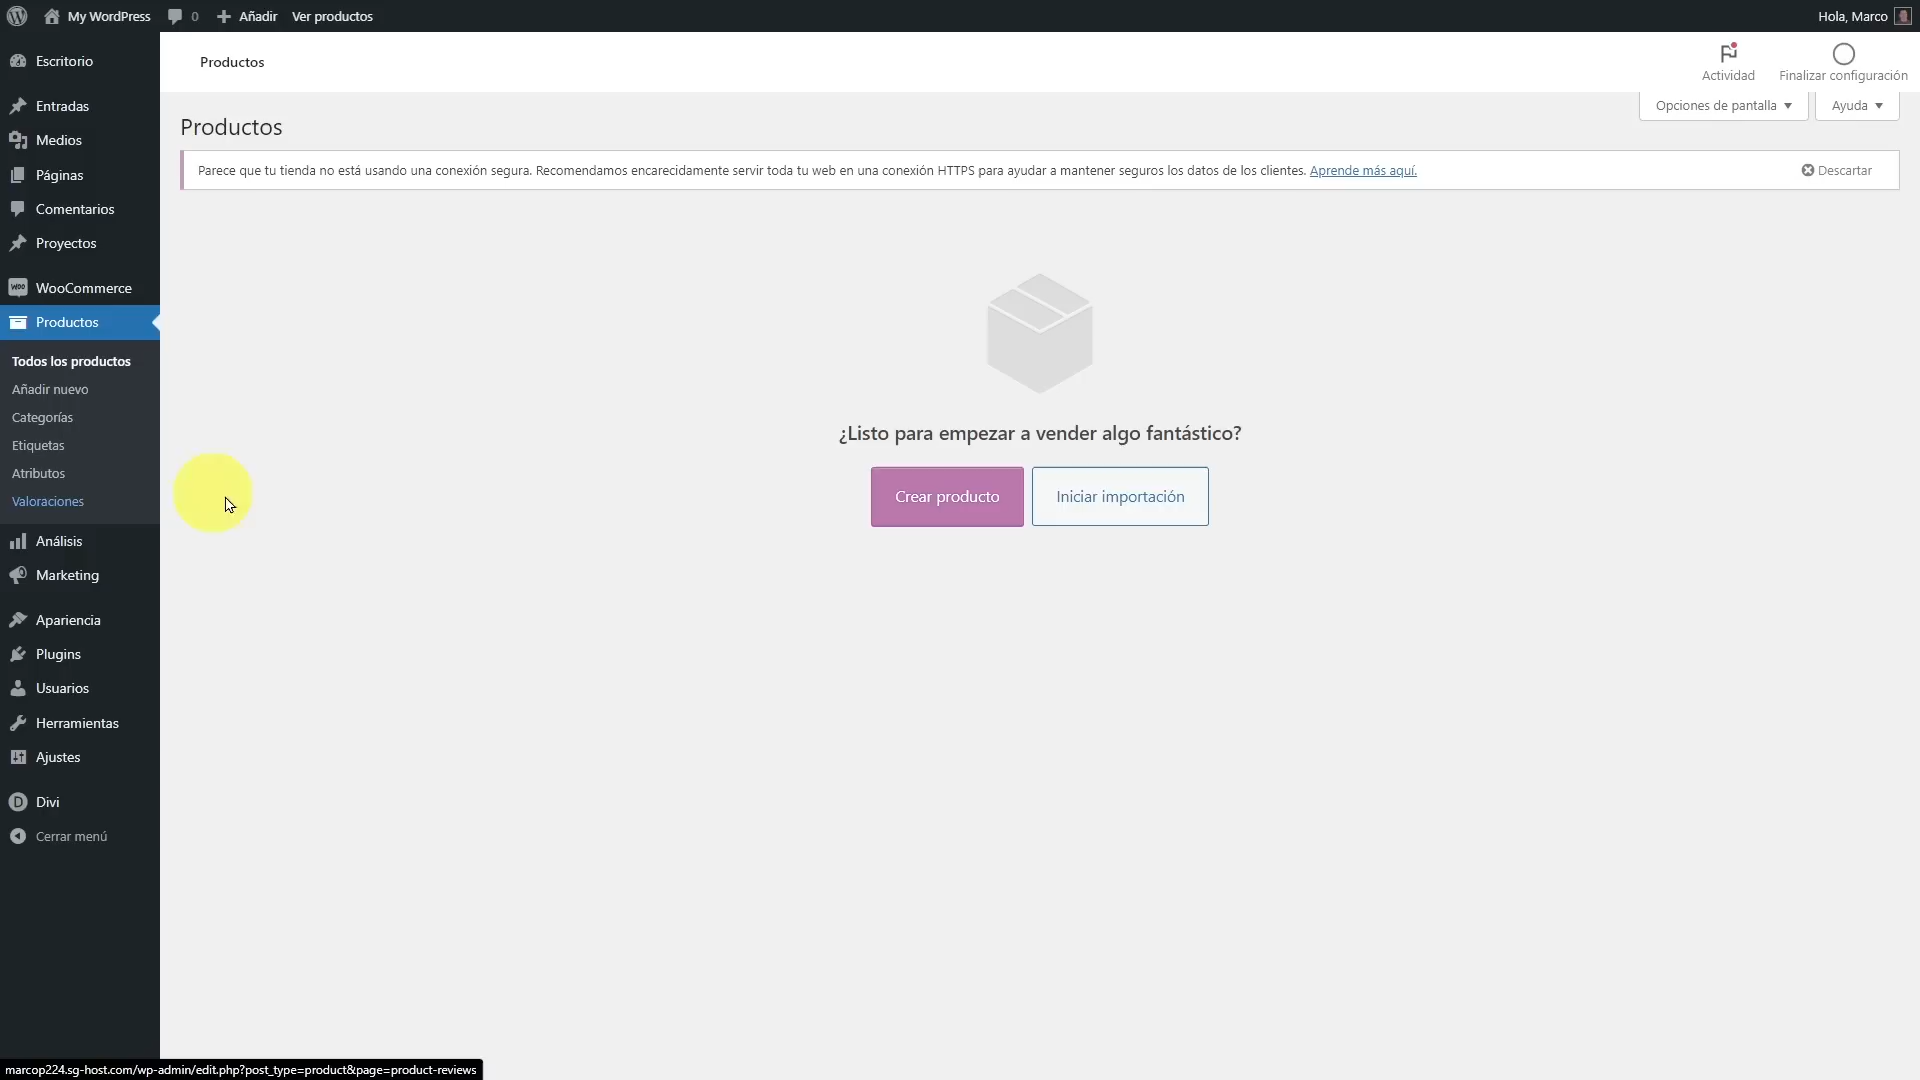 My WordPress
0
Añadir
Ver productos
Hola, Marco
Escritorio
Entradas
Medios
Páginas
Comentarios
Proyectos
WOO
WooCommerce
Productos
Todos los productos
Añadir nuevo
Categorías
Etiquetas
Atributos
Valoraciones
Análisis
Marketing
Apariencia
Plugins
Usuarios
Herramientas
Ajustes
D
Divi
Cerrar menú
Productos
Actividad
Finalizar configuración
Opciones de pantalla
Ayuda
Productos
Parece que tu tienda no está usando una conexión segura. Recomendamos encarecidamente servir toda tu web en una conexión HTTPS para ayudar a mantener seguros los datos de los clientes. Aprende más aquí.
Descartar
¿Listo para empezar a vender algo fantástico?
Crear producto
Iniciar importación
marcop224.sg-host.com/wp-admin/edit.php?post_type=product&page=product-reviews